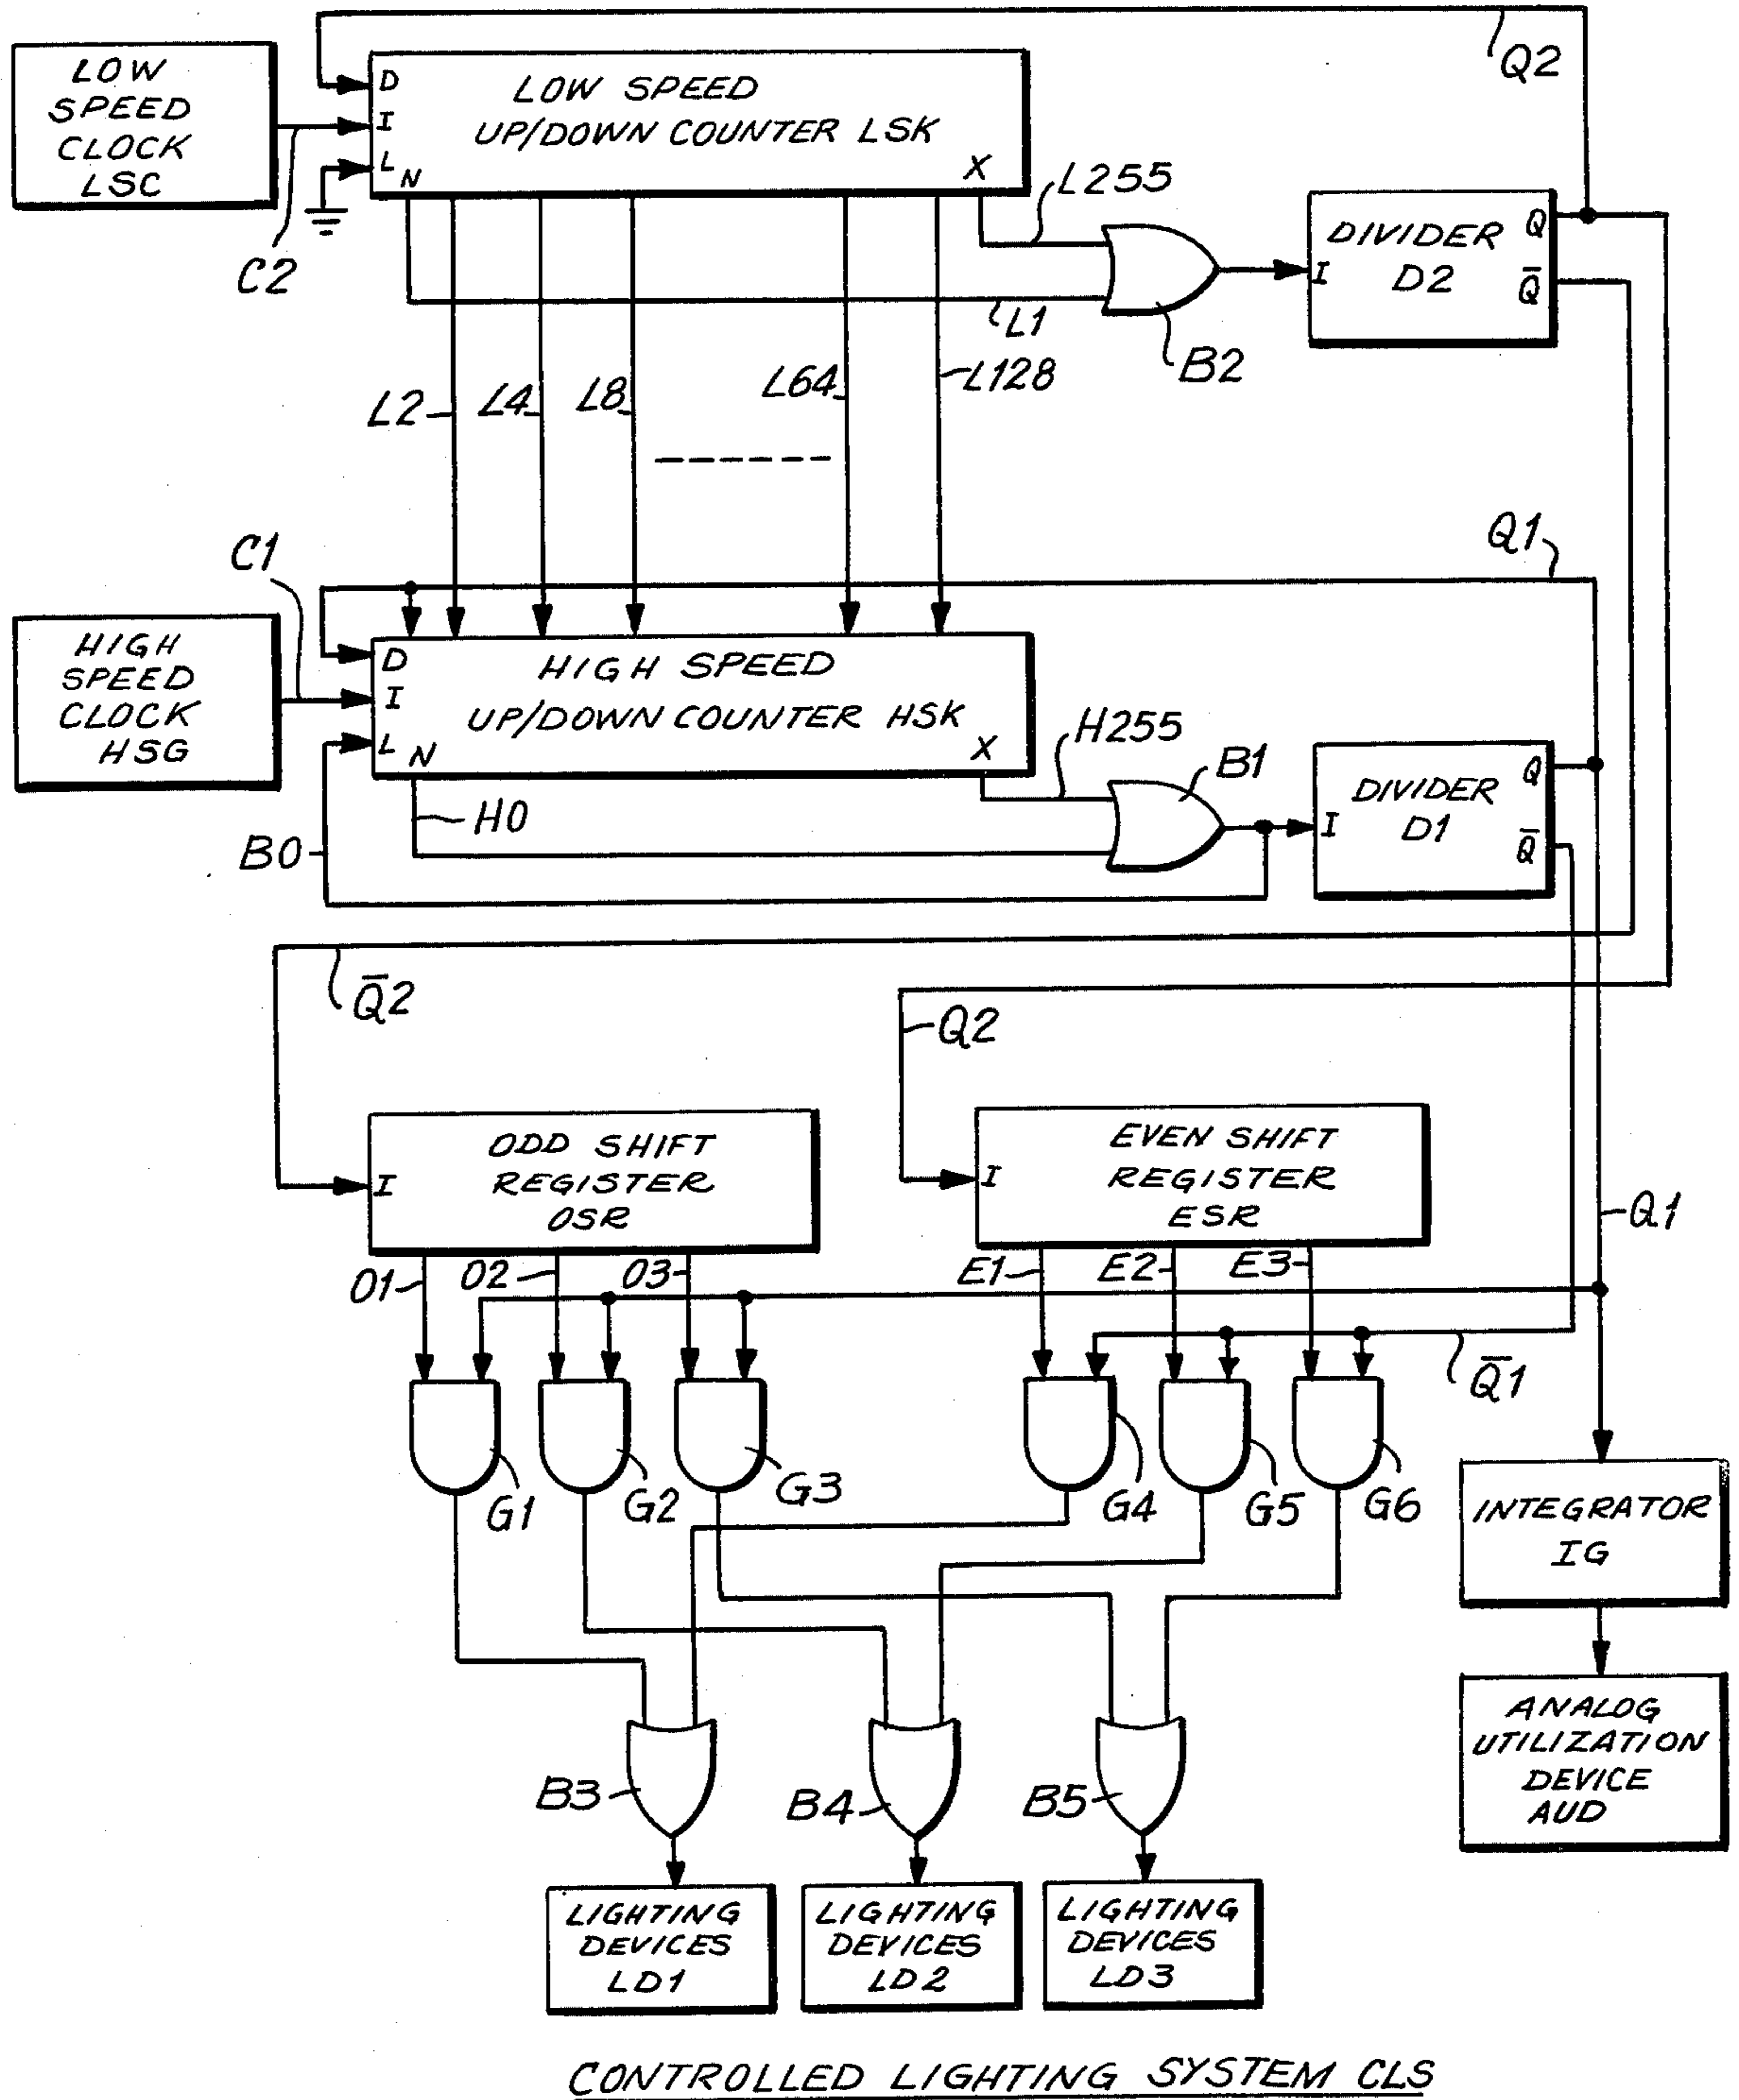 Q2
LOW
SPEED
CLOCK
LSC
D
I
L
N
LOW SPEED
UP/DOWN COUNTER LSK
X
C2
L255
L1
B2
DIVIDER
D2
I
Q
Q̅
L2
L4
L8
L64
L128
C1
Q1
HIGH
SPEED
CLOCK
HSG
D
I
L
N
HIGH SPEED
UP/DOWN COUNTER HSK
X
H255
B1
H0
B0
DIVIDER
D1
I
Q
Q̅
Q̅2
Q2
ODD SHIFT
REGISTER
OSR
I
EVEN SHIFT
REGISTER
ESR
I
Q1
O1
O2
O3
E1
E2
E3
Q̅1
G1
G2
G3
G4
G5
G6
INTEGRATOR
IG
ANALOG
UTILIZATION
DEVICE
AUD
B3
B4
B5
LIGHTING
DEVICES
LD1
LIGHTING
DEVICES
LD2
LIGHTING
DEVICES
LD3
CONTROLLED LIGHTING SYSTEM CLS